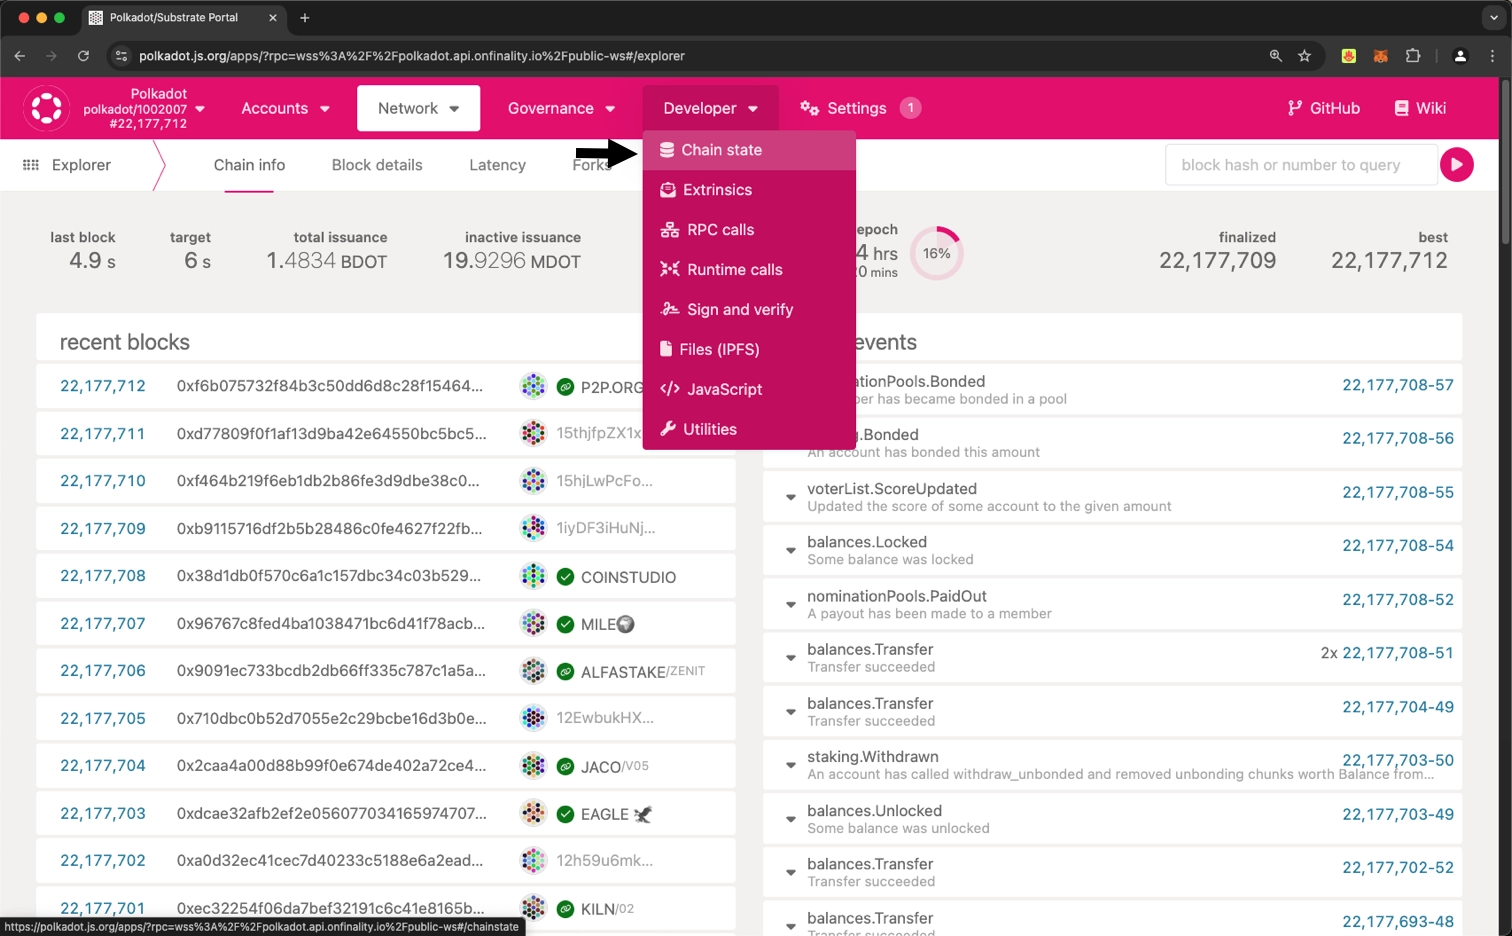 Polkadot/Substrate Portal
polkadot.js.org/apps/?rpc=wss%3A%2F%2Fpolkadot.api.onfinality.io%2Fpublic-ws#/explorer
Polkadot
polkadot/1002007
#22,177,712
Accounts
Network
Governance
Developer
Settings
1
GitHub
Wiki
Explorer
Chain info
Block details
Latency
Forks
block hash or number to query
Chain state
Extrinsics
RPC calls
Runtime calls
Sign and verify
Files (IPFS)
JavaScript
Utilities
last block
4.9 s
target
6 s
total issuance
1.4834 BDOT
inactive issuance
19.9296 MDOT
epoch
4 hrs
0 mins
16%
finalized
22,177,709
best
22,177,712
recent blocks
22,177,712 0xf6b075732f84b3c50dd6d8c28f15464... P2P.ORG
22,177,711 0xd77809f0f1af13d9ba42e64550bc5bc5... 15thjfpZX1x
22,177,710 0xf464b219f6eb1db2b86fe3d9dbe38c0... 15hjLwPcFo...
22,177,709 0xb9115716df2b5b28486c0fe4627f22fb... 1iyDF3iHuNj...
22,177,708 0x38d1db0f570c6a1c157dbc34c03b529... COINSTUDIO
22,177,707 0x96767c8fed4ba1038471bc6d41f78acb... MILE
22,177,706 0x9091ec733bcdb2db66ff335c787c1a5a... ALFASTAKE/ZENIT
22,177,705 0x710dbc0b52d7055e2c29bcbe16d3b0e... 12EwbukHX...
22,177,704 0x2caa4a00d88b99f0e674de402a72ce4... JACO/V05
22,177,703 0xdcae32afb2ef2e056077034165974707... EAGLE
22,177,702 0xa0d32ec41cec7d40233c5188e6a2ead... 12h59u6mk...
22,177,701 0xec32254f06da7bef32191c6c41e8165b... KILN/02
events
ationPools.Bonded 22,177,708-57
ber has became bonded in a pool
g.Bonded 22,177,708-56
An account has bonded this amount
voterList.ScoreUpdated 22,177,708-55
Updated the score of some account to the given amount
balances.Locked 22,177,708-54
Some balance was locked
nominationPools.PaidOut 22,177,708-52
A payout has been made to a member
balances.Transfer 2x 22,177,708-51
Transfer succeeded
balances.Transfer 22,177,704-49
Transfer succeeded
staking.Withdrawn 22,177,703-50
An account has called withdraw_unbonded and removed unbonding chunks worth Balance from...
balances.Unlocked 22,177,703-49
Some balance was unlocked
balances.Transfer 22,177,702-52
Transfer succeeded
balances.Transfer 22,177,693-48
Transfer succeeded
https://polkadot.js.org/apps/?rpc=wss%3A%2F%2Fpolkadot.api.onfinality.io%2Fpublic-ws#/chainstate